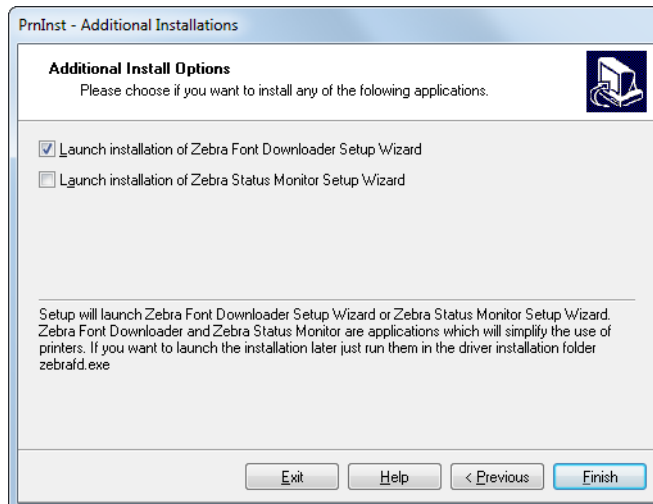 PrnInst - Additional Installations
Additional Install Options
Please choose if you want to install any of the folowing applications.
Launch installation of Zebra Font Downloader Setup Wizard
Launch installation of Zebra Status Monitor Setup Wizard
Setup will launch Zebra Font Downloader Setup Wizard or Zebra Status Monitor Setup Wizard.
Zebra Font Downloader and Zebra Status Monitor are applications which will simplify the use of
printers. If you want to launch the installation later just run them in the driver installation folder
zebrafd.exe
Exit Help < Previous Finish